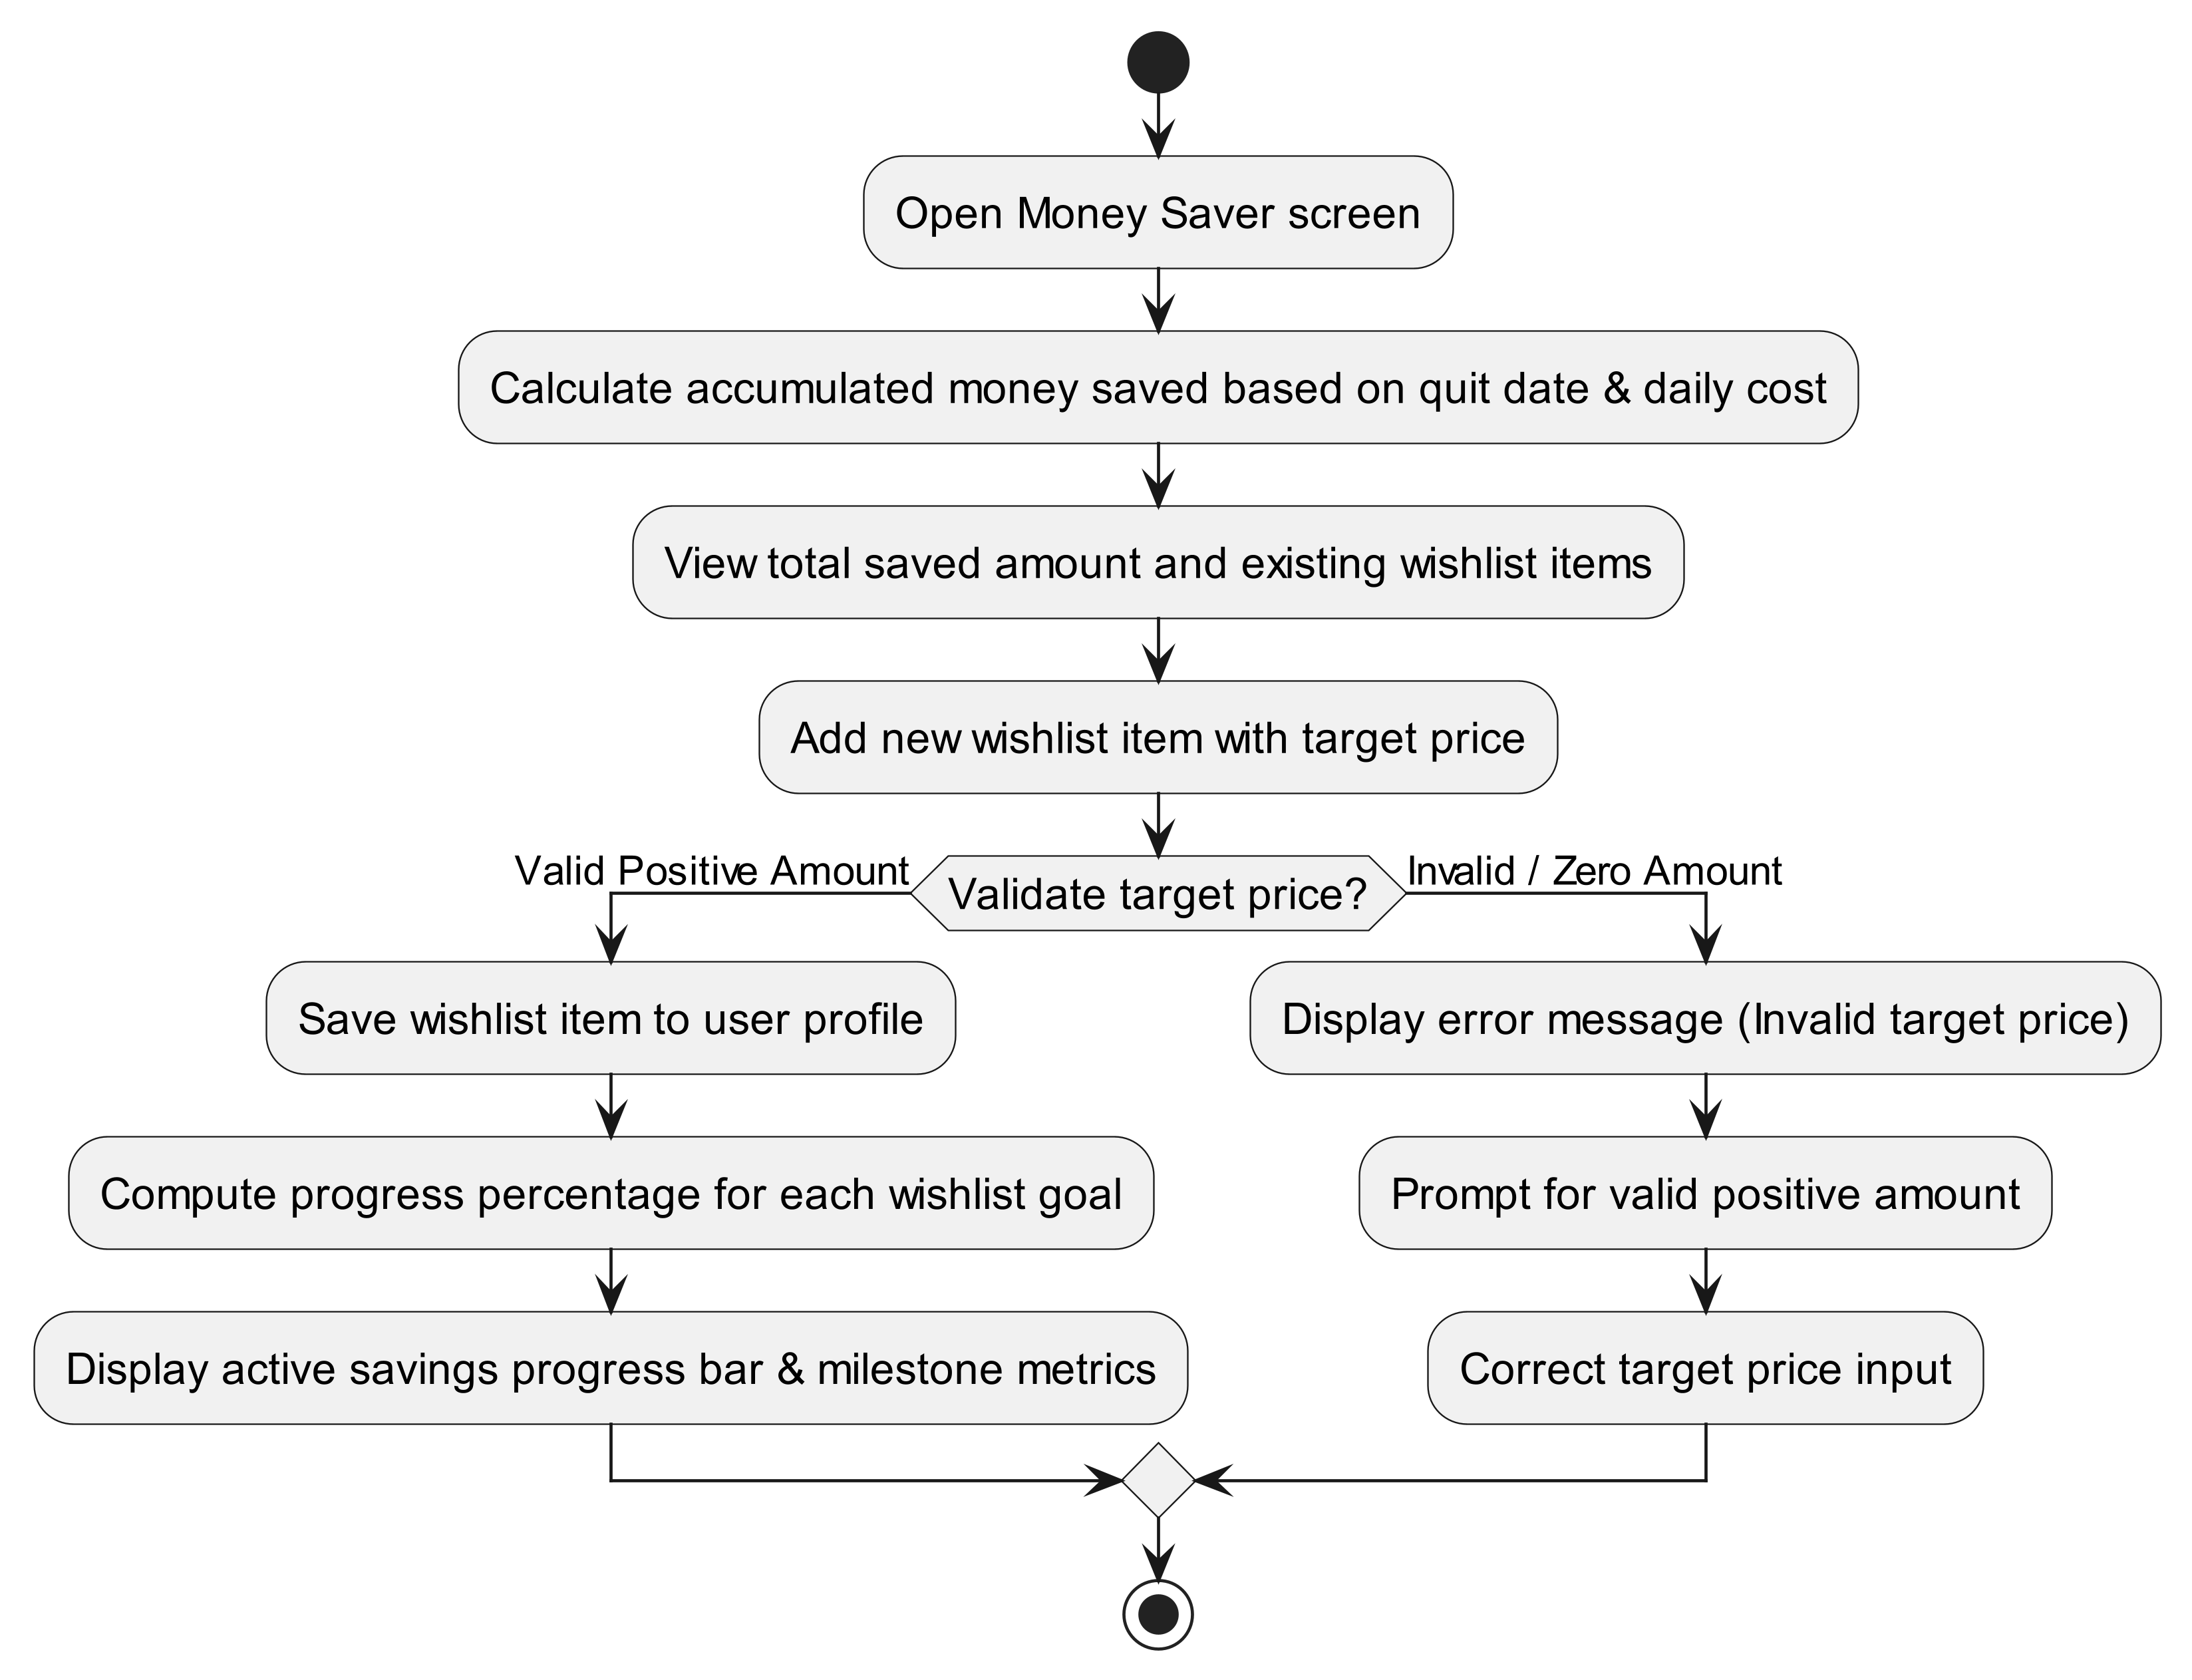 Open Money Saver screen
Calculate accumulated money saved based on quit date & daily cost
View total saved amount and existing wishlist items
Add new wishlist item with target price
Valid Positive Amount
Validate target price?
Invalid / Zero Amount
Save wishlist item to user profile
Display error message (Invalid target price)
Compute progress percentage for each wishlist goal
Prompt for valid positive amount
Display active savings progress bar & milestone metrics
Correct target price input